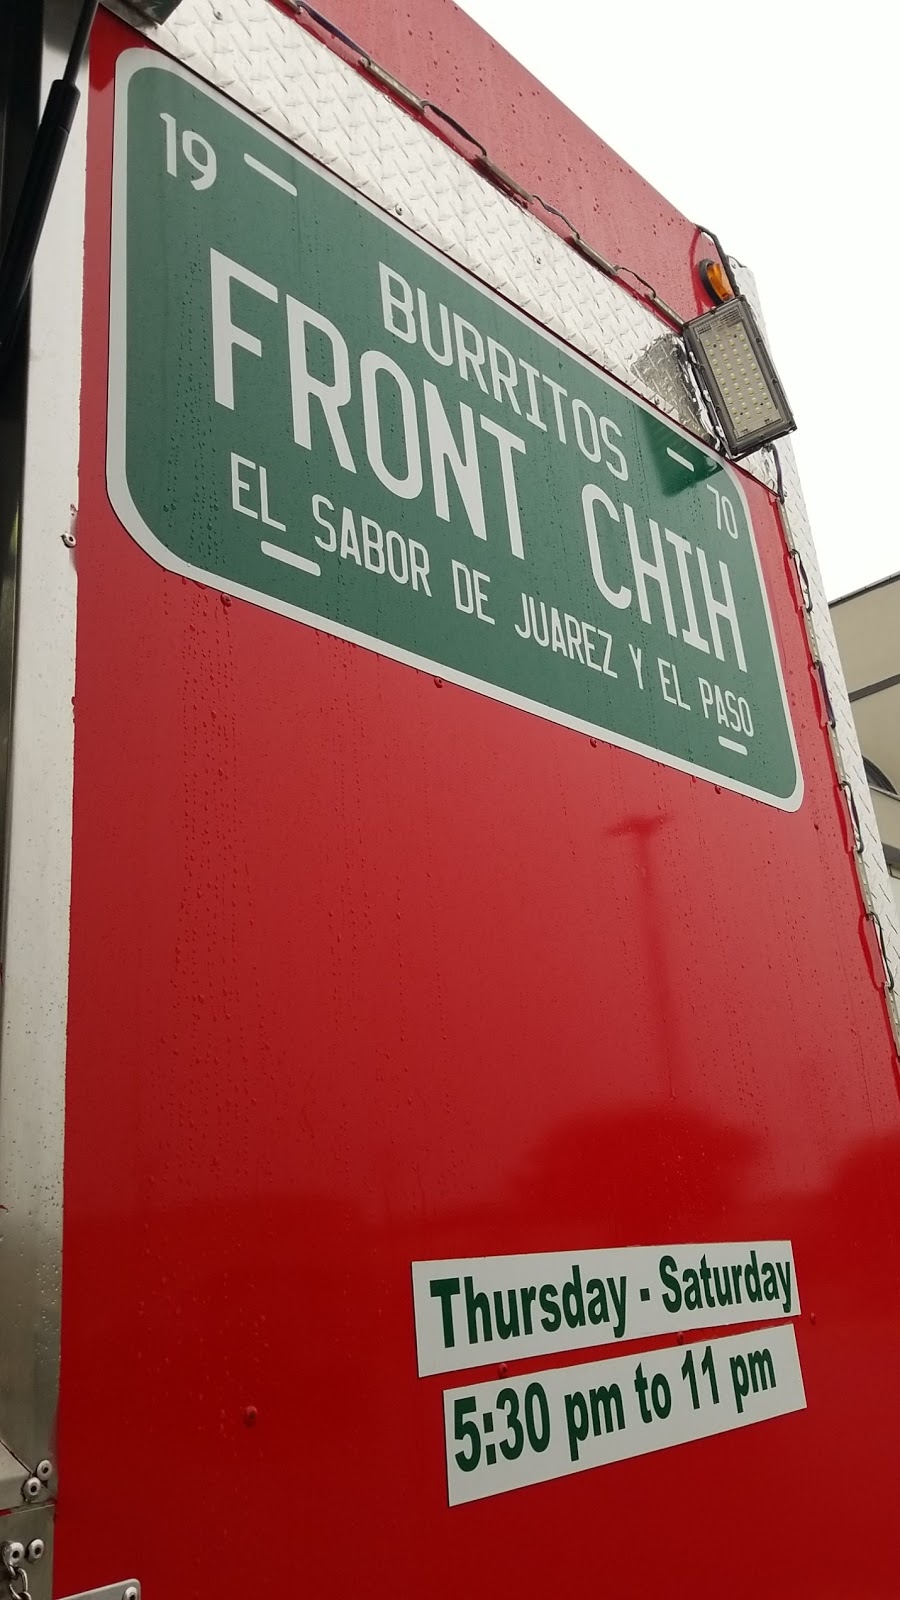 19 70
BURRITOS
FRONT CHIH
EL SABOR DE JUAREZ Y EL PASO
Thursday - Saturday
5:30 pm to 11 pm